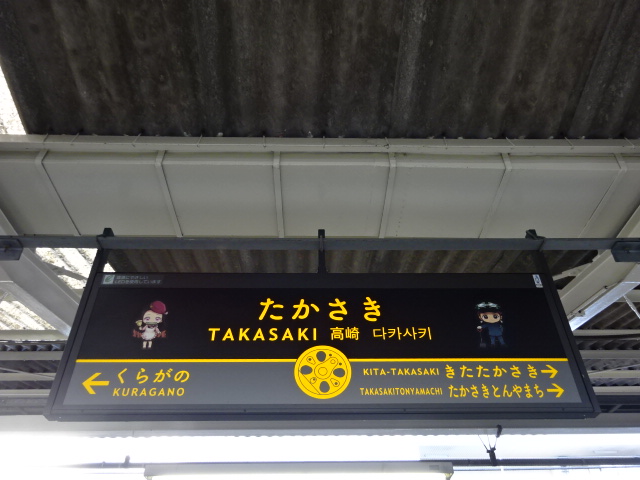 たかさき
TAKASAKI 高崎 다카사키
← くらがの
KURAGANO
KITA-TAKASAKI きたたかさき →
TAKASAKITONYAMACHI たかさきとんやまち →